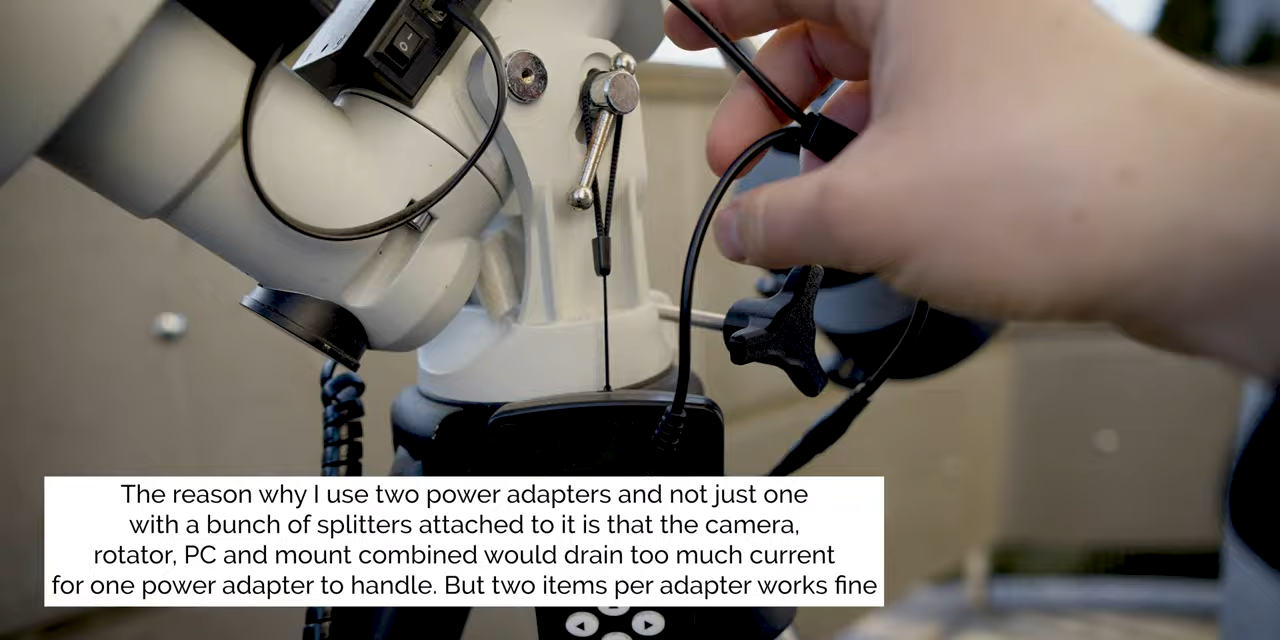 The reason why I use two power adapters and not just one
with a bunch of splitters attached to it is that the camera,
rotator, PC and mount combined would drain too much current
for one power adapter to handle. But two items per adapter works fine